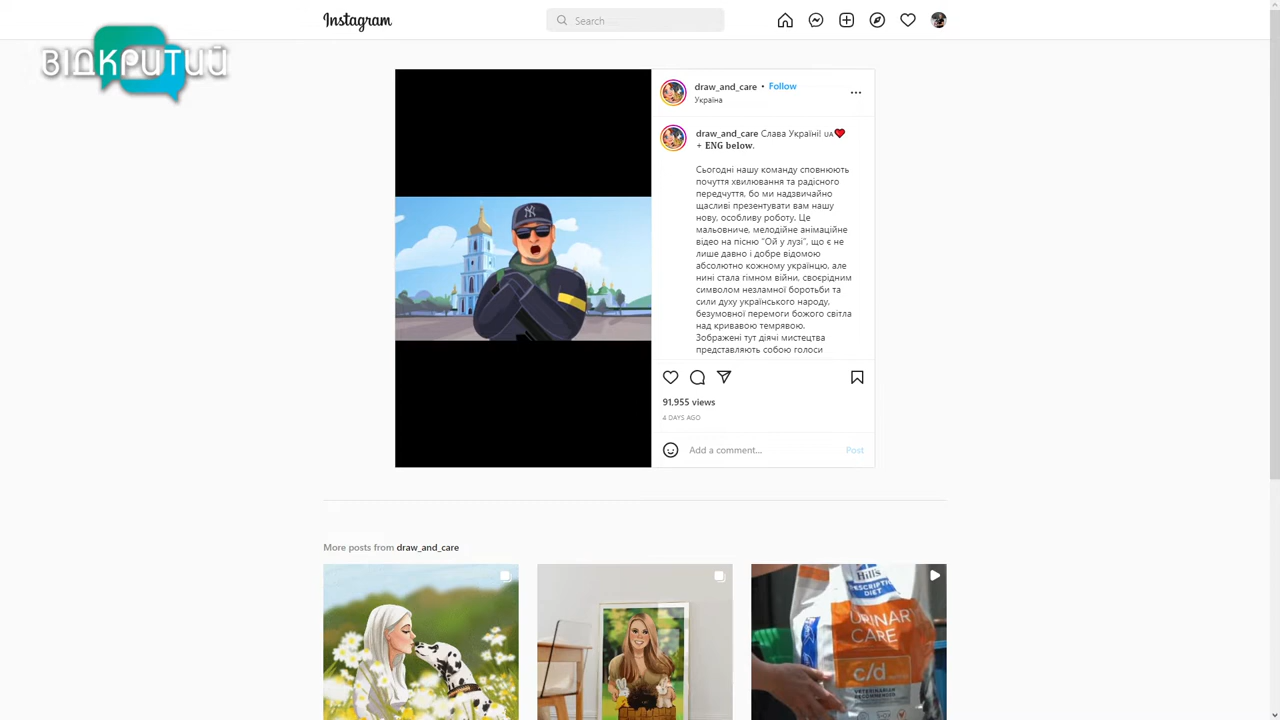 Instagram
Search
ВІДКРИТИЙ
draw_and_care • Follow
Україна
draw_and_care Слава Україні! UA❤️
+ ENG below.
Сьогодні нашу команду сповнюють
почуття хвилювання та радісного
передчуття, бо ми надзвичайно
щасливі презентувати вам нашу
нову, особливу роботу. Це
мальовниче, мелодійне анімаційне
відео на пісню "Ой у лузі", що є не
лише давно і добре відомою
абсолютно кожному українцю, але
нині стала гімном війни, своєрідним
символом незламної боротьби та
сили духу українського народу,
безумовної перемоги божого світла
над кривавою темрявою.
Зображені тут діячі мистецтва
представляють собою голоси
91,955 views
4 DAYS AGO
Add a comment... Post
More posts from draw_and_care
Hill's
PRESCRIPTION
DIET
URINARY
CARE
c/d